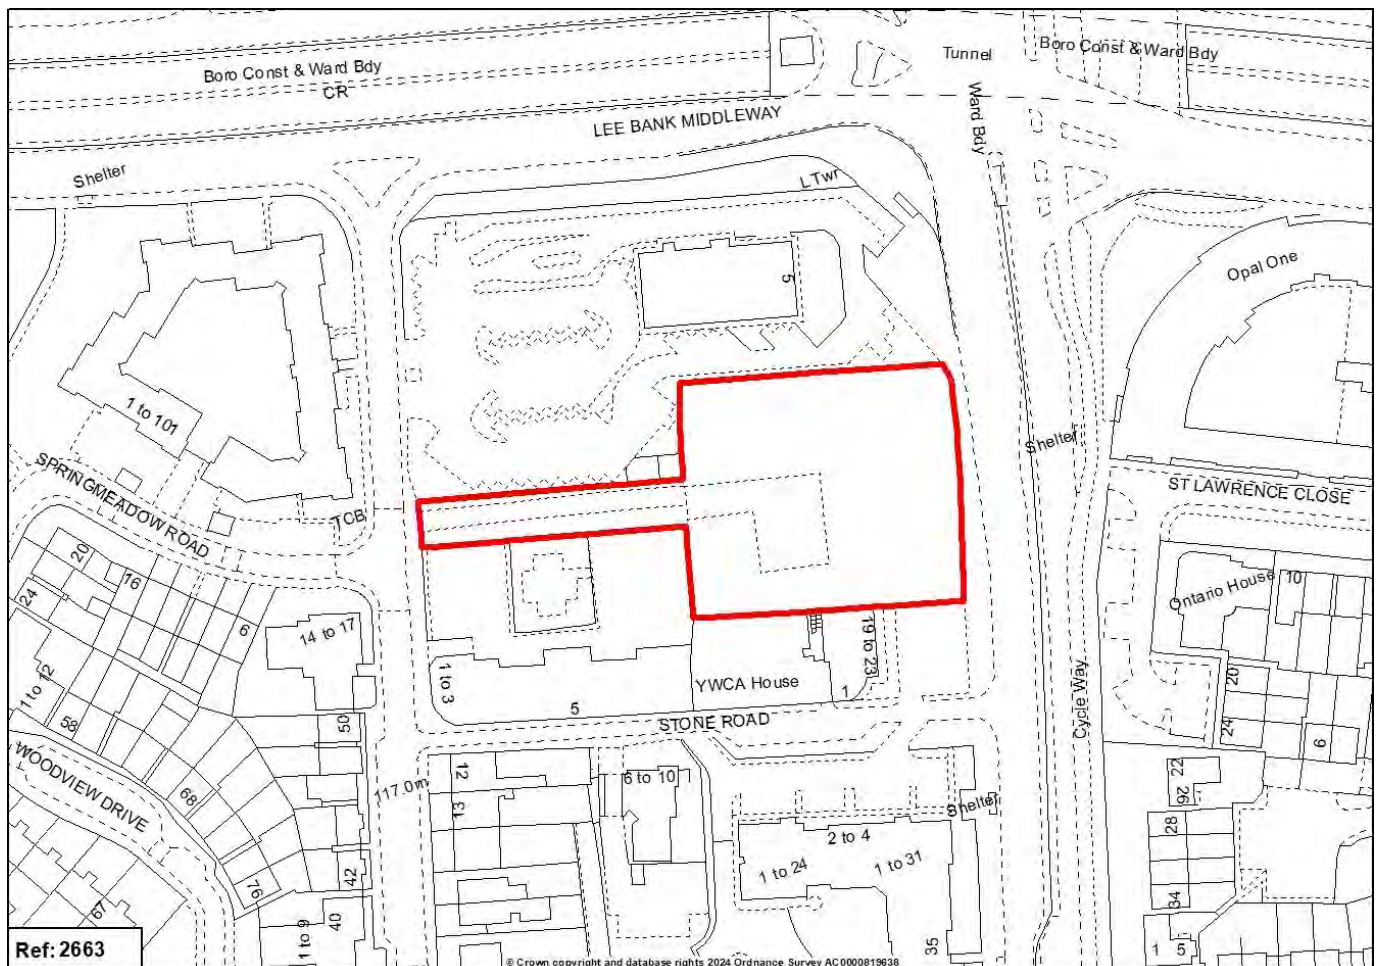 Boro Const & Ward Bdy
Tunnel
Boro Const & Ward Bdy
CR
Ward Bdy
LEE BANK MIDDLEWAY
Shelter
L Twr
Opal One
5
1 to 101
Shelter
SPRINGMEADOW ROAD
TCB
ST LAWRENCE CLOSE
20
16
24
6
14 to 17
Ontario House
10
19 to 23
1 to 12
1 to 3
YWCA House
1
20
58
50
5
STONE ROAD
Cycle Way
24
6
WOODVIEW DRIVE
117.0m
12
6 to 10
22
26
68
13
Shelter
2 to 4
28
1 to 24
1 to 31
76
42
34
67
40
1 to 9
35
1
5
Ref: 2663
© Crown copyright and database rights 2024 Ordnance Survey AC0000819638